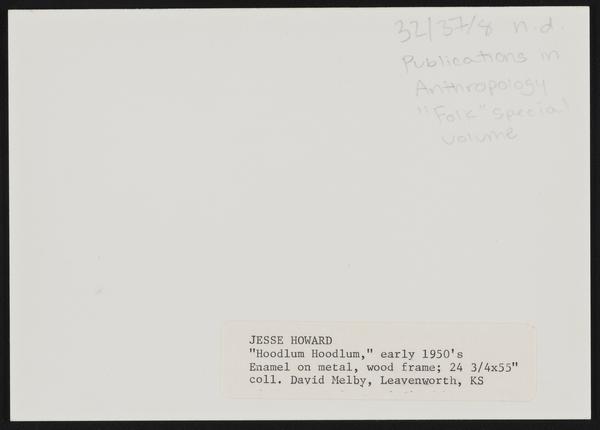 32/37/8 n.d.
Publications in
Anthropology
"Folk" special
volume
JESSE HOWARD
"Hoodlum Hoodlum," early 1950's
Enamel on metal, wood frame; 24 3/4x55"
coll. David Melby, Leavenworth, KS